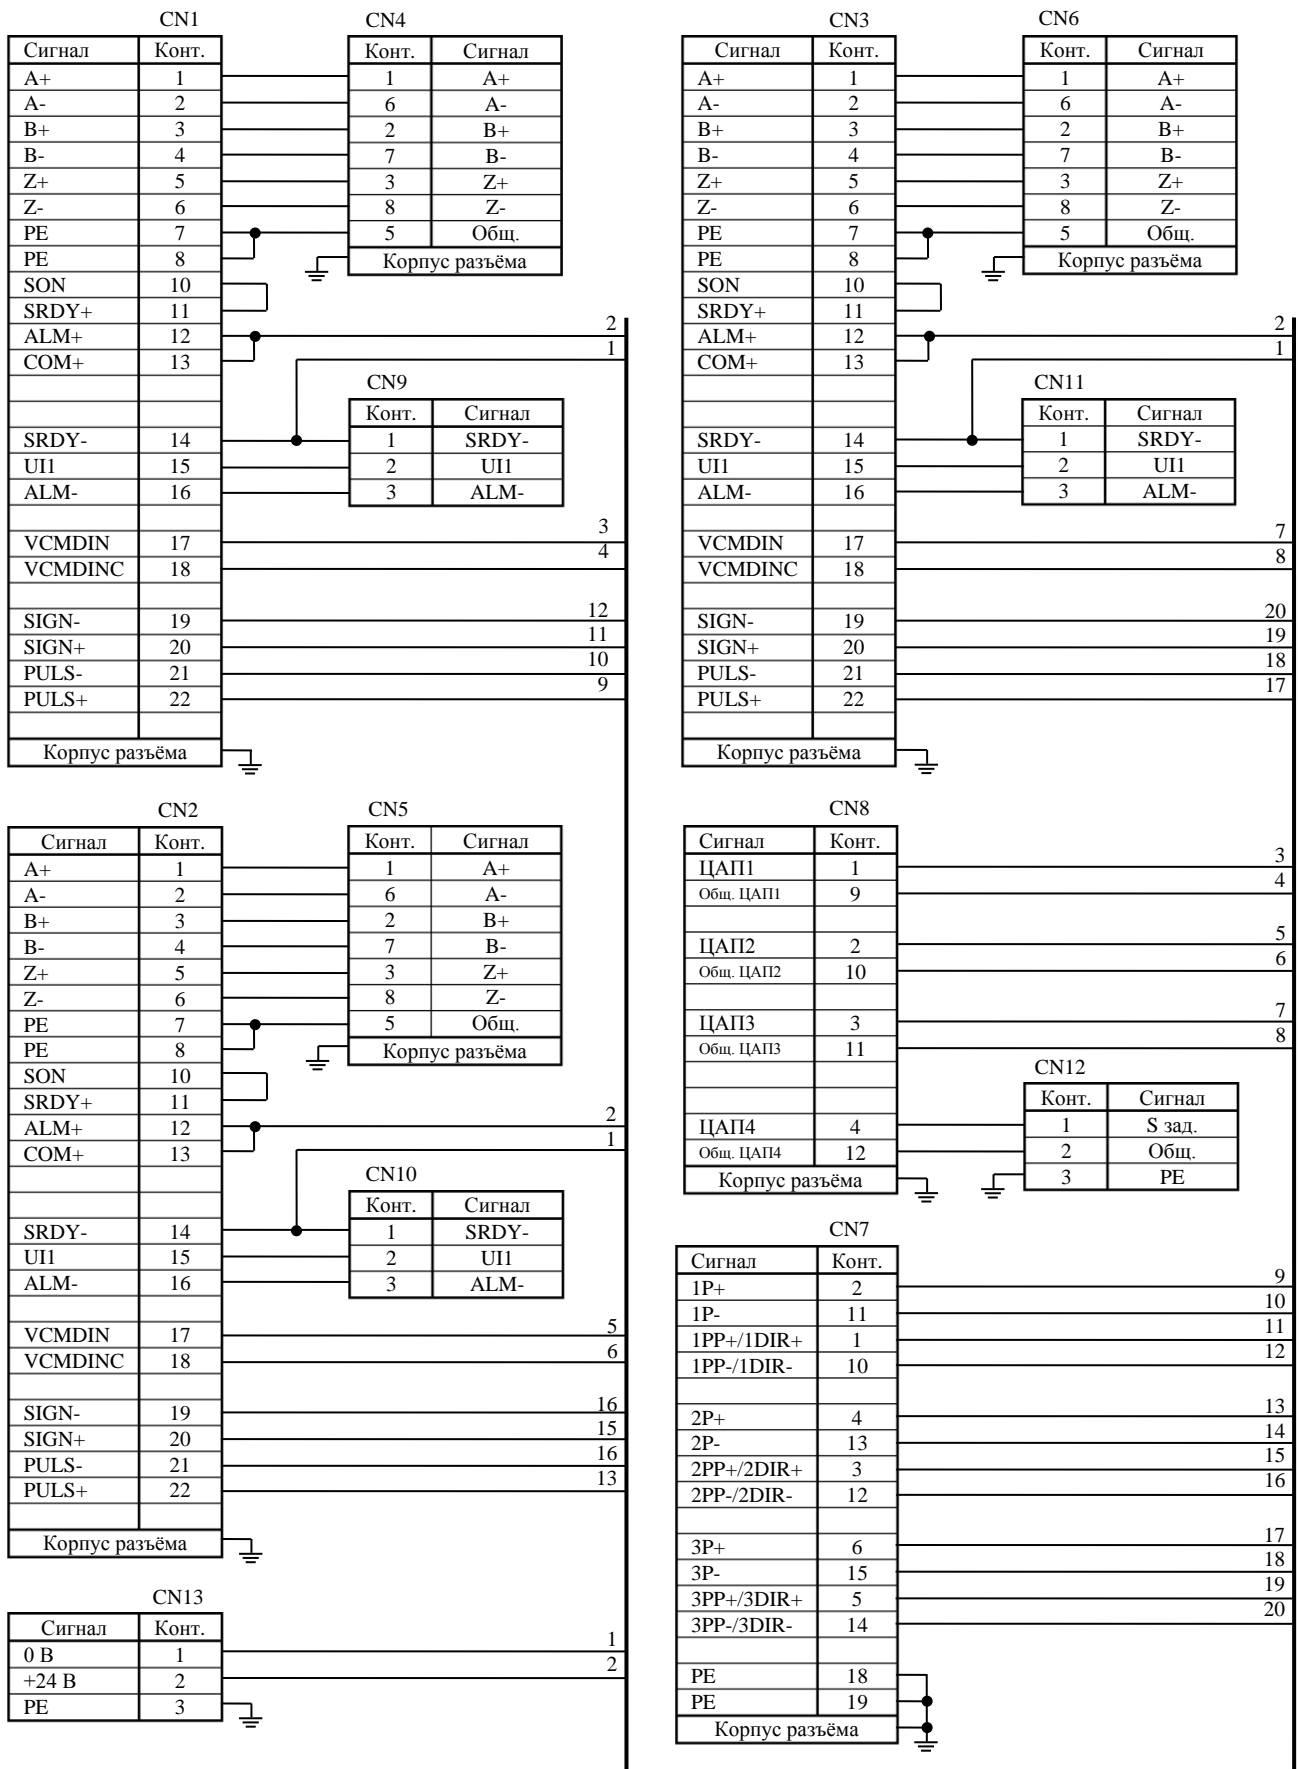 CN1
Сигнал Конт.
A+ 1
A- 2
B+ 3
B- 4
Z+ 5
Z- 6
PE 7
PE 8
SON 10
SRDY+ 11
ALM+ 12 2
COM+ 13 1
SRDY- 14
UI1 15
ALM- 16
VCMDIN 17 3
VCMDINC 18 4
SIGN- 19 12
SIGN+ 20 11
PULS- 21 10
PULS+ 22 9
Корпус разъёма
CN4
Конт. Сигнал
1 A+
6 A-
2 B+
7 B-
3 Z+
8 Z-
5 Общ.
Корпус разъёма
CN9
Конт. Сигнал
1 SRDY-
2 UI1
3 ALM-
CN2
Сигнал Конт.
A+ 1
A- 2
B+ 3
B- 4
Z+ 5
Z- 6
PE 7
PE 8
SON 10
SRDY+ 11
ALM+ 12 2
COM+ 13 1
SRDY- 14
UI1 15
ALM- 16
VCMDIN 17 5
VCMDINC 18 6
SIGN- 19 16
SIGN+ 20 15
PULS- 21 16
PULS+ 22 13
Корпус разъёма
CN5
Конт. Сигнал
1 A+
6 A-
2 B+
7 B-
3 Z+
8 Z-
5 Общ.
Корпус разъёма
CN10
Конт. Сигнал
1 SRDY-
2 UI1
3 ALM-
CN13
Сигнал Конт.
0 В 1 1
+24 В 2 2
PE 3
CN3
Сигнал Конт.
A+ 1
A- 2
B+ 3
B- 4
Z+ 5
Z- 6
PE 7
PE 8
SON 10
SRDY+ 11
ALM+ 12 2
COM+ 13 1
SRDY- 14
UI1 15
ALM- 16
VCMDIN 17 7
VCMDINC 18 8
SIGN- 19 20
SIGN+ 20 19
PULS- 21 18
PULS+ 22 17
Корпус разъёма
CN6
Конт. Сигнал
1 A+
6 A-
2 B+
7 B-
3 Z+
8 Z-
5 Общ.
Корпус разъёма
CN11
Конт. Сигнал
1 SRDY-
2 UI1
3 ALM-
CN8
Сигнал Конт.
ЦАП1 1 3
Общ. ЦАП1 9 4
ЦАП2 2 5
Общ. ЦАП2 10 6
ЦАП3 3 7
Общ. ЦАП3 11 8
ЦАП4 4
Общ. ЦАП4 12
Корпус разъёма
CN12
Конт. Сигнал
1 S зад.
2 Общ.
3 PE
CN7
Сигнал Конт.
1P+ 2 9
1P- 11 10
1PP+/1DIR+ 1 11
1PP-/1DIR- 10 12
2P+ 4 13
2P- 13 14
2PP+/2DIR+ 3 15
2PP-/2DIR- 12 16
3P+ 6 17
3P- 15 18
3PP+/3DIR+ 5 19
3PP-/3DIR- 14 20
PE 18
PE 19
Корпус разъёма